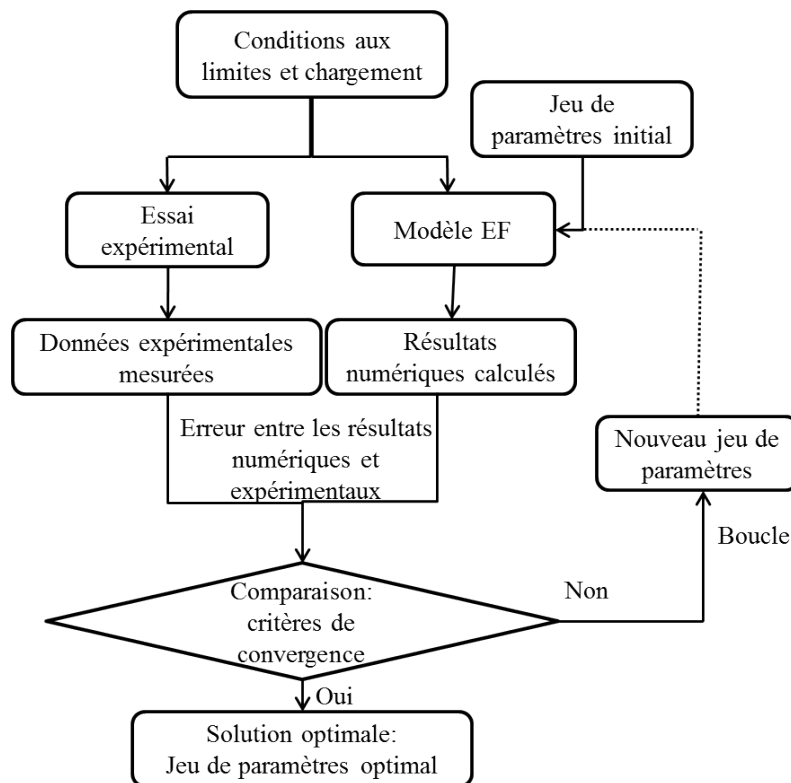 Conditions aux
limites et chargement
Jeu de
paramètres initial
Essai
expérimental
Modèle EF
Données expérimentales
mesurées
Résultats
numériques calculés
Erreur entre les résultats
numériques et
expérimentaux
Nouveau jeu de
paramètres
Boucle
Comparaison:
critères de
convergence
Non
Oui
Solution optimale:
Jeu de paramètres optimal